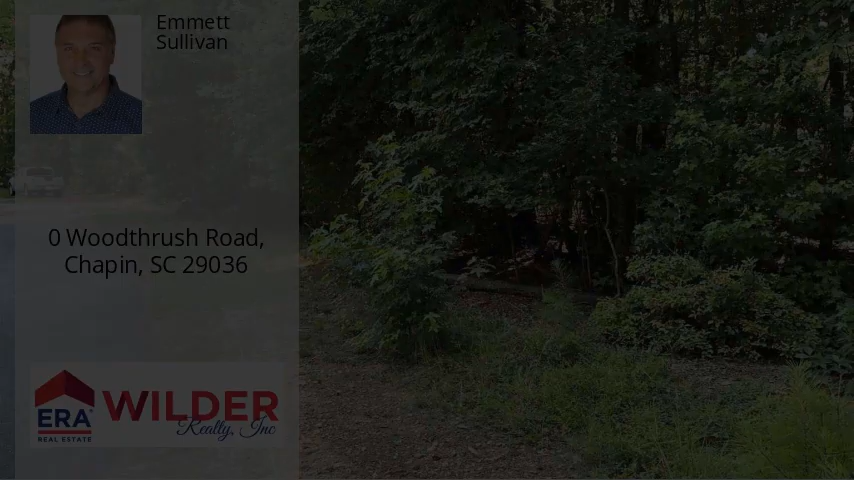 Emmett
Sullivan
0 Woodthrush Road,
Chapin, SC 29036
ERA
REAL ESTATE
WILDER
Realty, Inc